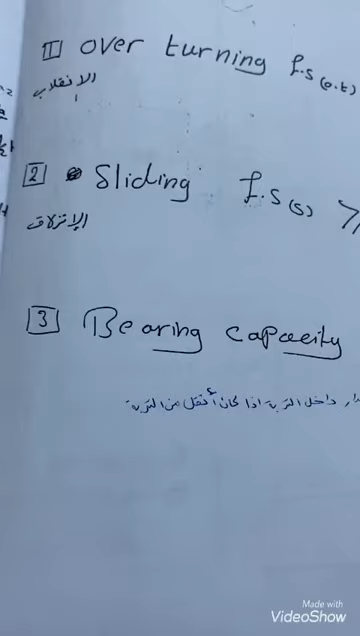 1 over turning f.s(o.t)
الانقلاب
2 Sliding f.s(s) >
الإنزلاق
3 Bearing capacity
داخل التربة اذا كان أثقل من التربة
Made with
VideoShow